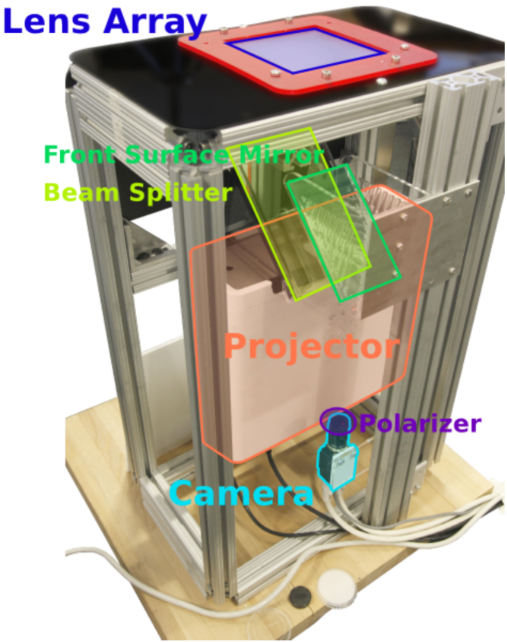 Lens Array
Front Surface Mirror
Beam Splitter
Projector
Polarizer
Camera